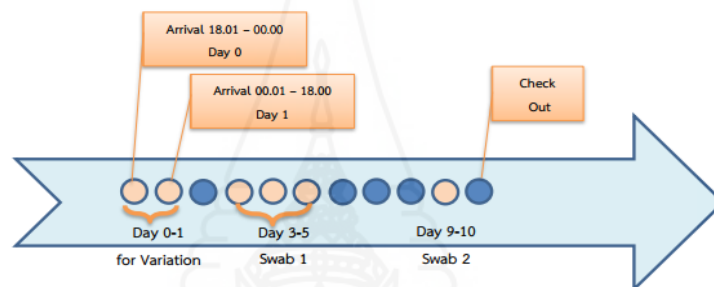 Arrival 18.01 – 00.00
Day 0
Arrival 00.01 – 18.00
Day 1
Check
Out
Day 0-1
for Variation
Day 3-5
Swab 1
Day 9-10
Swab 2